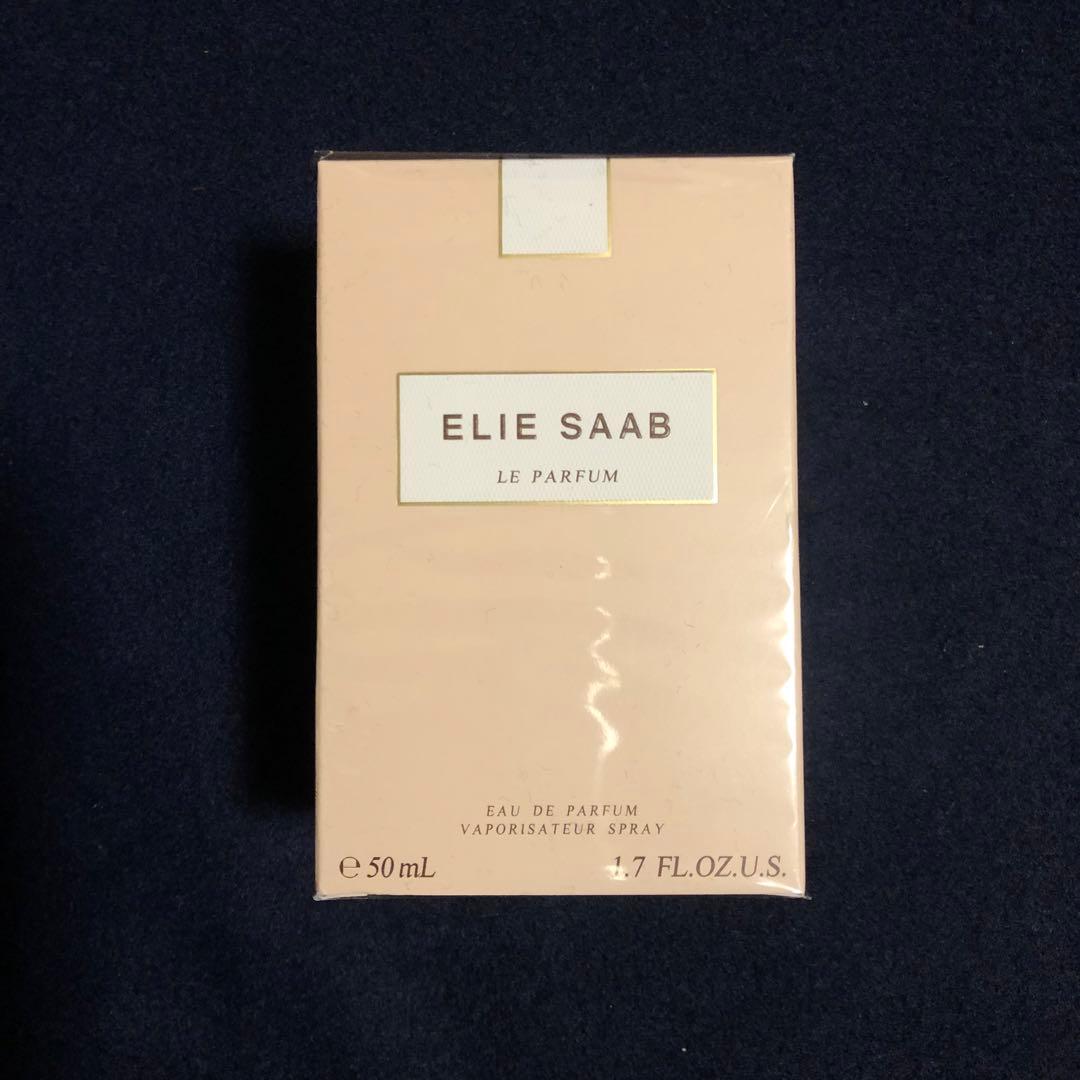 ELIE SAAB
LE PARFUM
EAU DE PARFUM
VAPORISATEUR SPRAY
℮ 50 mL 1.7 FL.OZ.U.S.